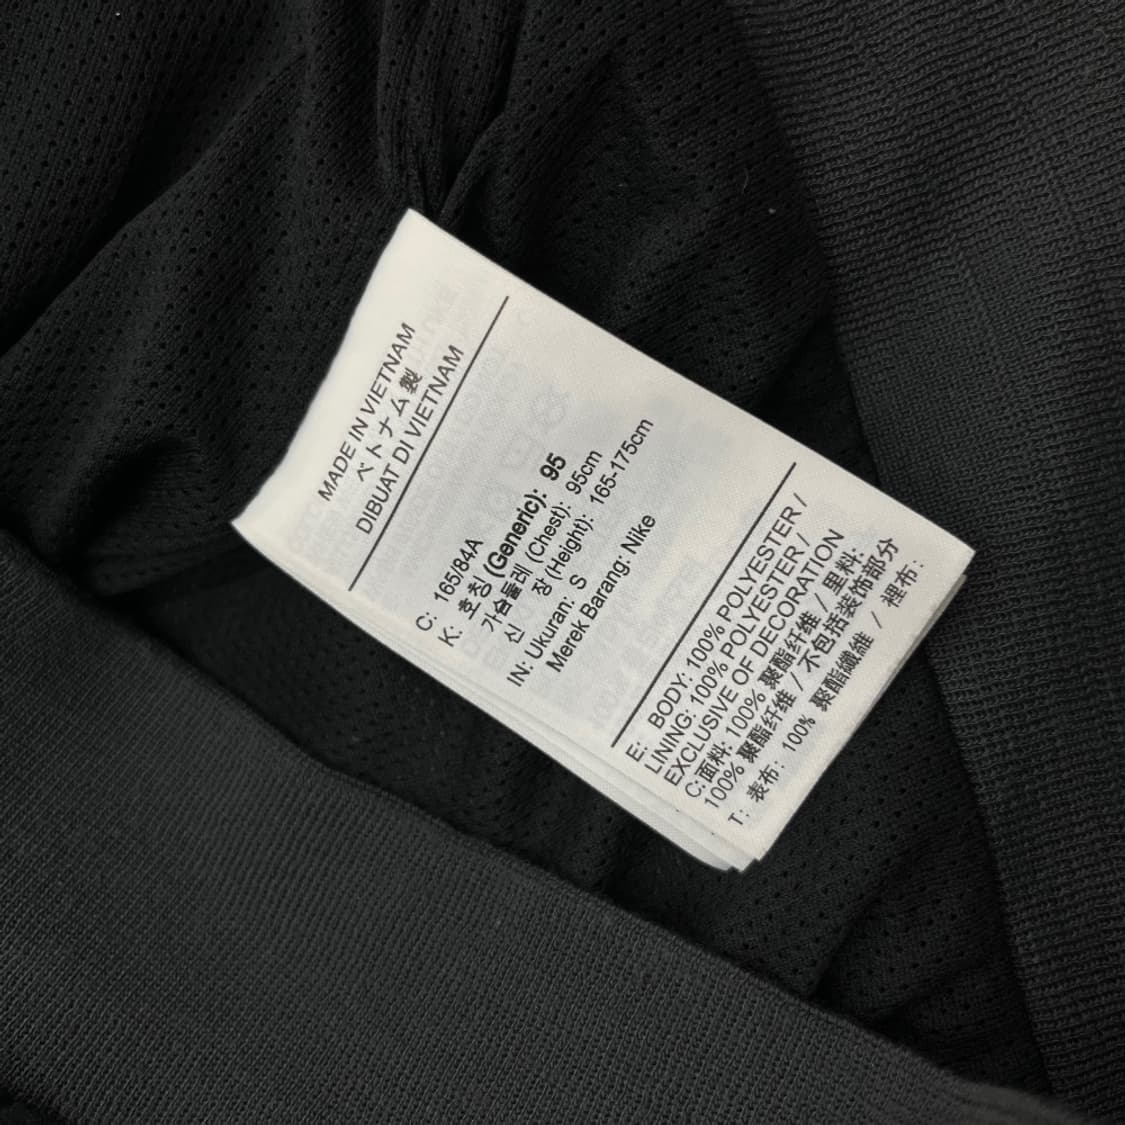 MADE IN VIETNAM
ベトナム製
DIBUAT DI VIETNAM
C: 165/84A
K: 호칭 (Generic): 95
가슴둘레 (Chest): 95cm
신 장 (Height): 165-175cm
IN: Ukuran: S
Merek Barang: Nike
E: BODY: 100% POLYESTER /
LINING: 100% POLYESTER /
EXCLUSIVE OF DECORATION
C:面料: 100% 聚酯纤维 / 里料:
100% 聚酯纤维 / 不包括装饰部分
T: 表布: 100% 聚酯纖維 / 裡布: